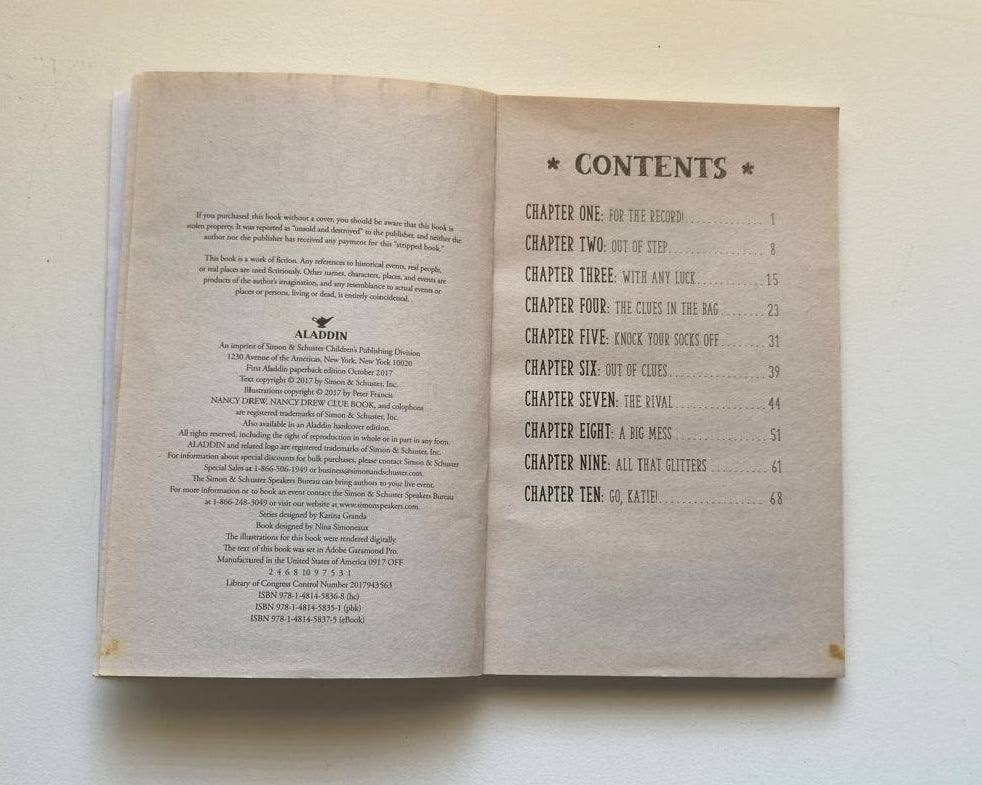 If you purchased this book without a cover, you should be aware that this book is
stolen property. It was reported as "unsold and destroyed" to the publisher, and neither the
author nor the publisher has received any payment for this "stripped book."
This book is a work of fiction. Any references to historical events, real people,
or real places are used fictitiously. Other names, characters, places, and events are
products of the author's imagination, and any resemblance to actual events or
places or persons, living or dead, is entirely coincidental.
ALADDIN
An imprint of Simon & Schuster Children's Publishing Division
1230 Avenue of the Americas, New York, New York 10020
First Aladdin paperback edition October 2017
Text copyright © 2017 by Simon & Schuster, Inc.
Illustrations copyright © 2017 by Peter Francis
NANCY DREW, NANCY DREW CLUE BOOK, and colophons
are registered trademarks of Simon & Schuster, Inc.
Also available in an Aladdin hardcover edition.
All rights reserved, including the right of reproduction in whole or in part in any form.
ALADDIN and related logo are registered trademarks of Simon & Schuster, Inc.
For information about special discounts for bulk purchases, please contact Simon & Schuster
Special Sales at 1-866-506-1949 or business@simonandschuster.com.
The Simon & Schuster Speakers Bureau can bring authors to your live event.
For more information or to book an event contact the Simon & Schuster Speakers Bureau
at 1-866-248-3049 or visit our website at www.simonspeakers.com.
Series designed by Karina Granda
Book designed by Nina Simoneaux
The illustrations for this book were rendered digitally.
The text of this book was set in Adobe Garamond Pro.
Manufactured in the United States of America 0917 OFF
2 4 6 8 10 9 7 5 3 1
Library of Congress Control Number 2017943563
ISBN 978-1-4814-5836-8 (hc)
ISBN 978-1-4814-5835-1 (pbk)
ISBN 978-1-4814-5837-5 (eBook)
* CONTENTS *
CHAPTER ONE: FOR THE RECORD! 1
CHAPTER TWO: OUT OF STEP 8
CHAPTER THREE: WITH ANY LUCK 15
CHAPTER FOUR: THE CLUES IN THE BAG 23
CHAPTER FIVE: KNOCK YOUR SOCKS OFF 31
CHAPTER SIX: OUT OF CLUES 39
CHAPTER SEVEN: THE RIVAL 44
CHAPTER EIGHT: A BIG MESS 51
CHAPTER NINE: ALL THAT GLITTERS 61
CHAPTER TEN: GO, KATIE! 68